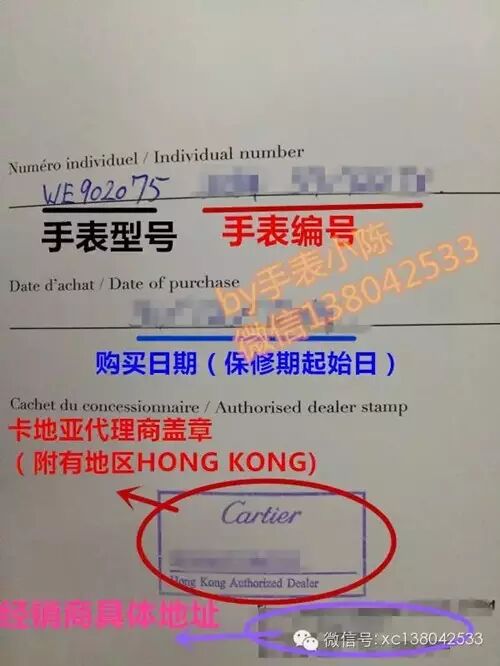 Numéro individuel / Individual number
WE902075
手表型号
手表编号
by手表小陈
微信138042533
Date d'achat / Date of purchase
购买日期（保修期起始日）
Cachet du concessionnaire / Authorised dealer stamp
卡地亚代理商盖章
（附有地区HONG KONG)
Cartier
Hong Kong Authorized Dealer
经销商具体地址
微信号：xc138042533